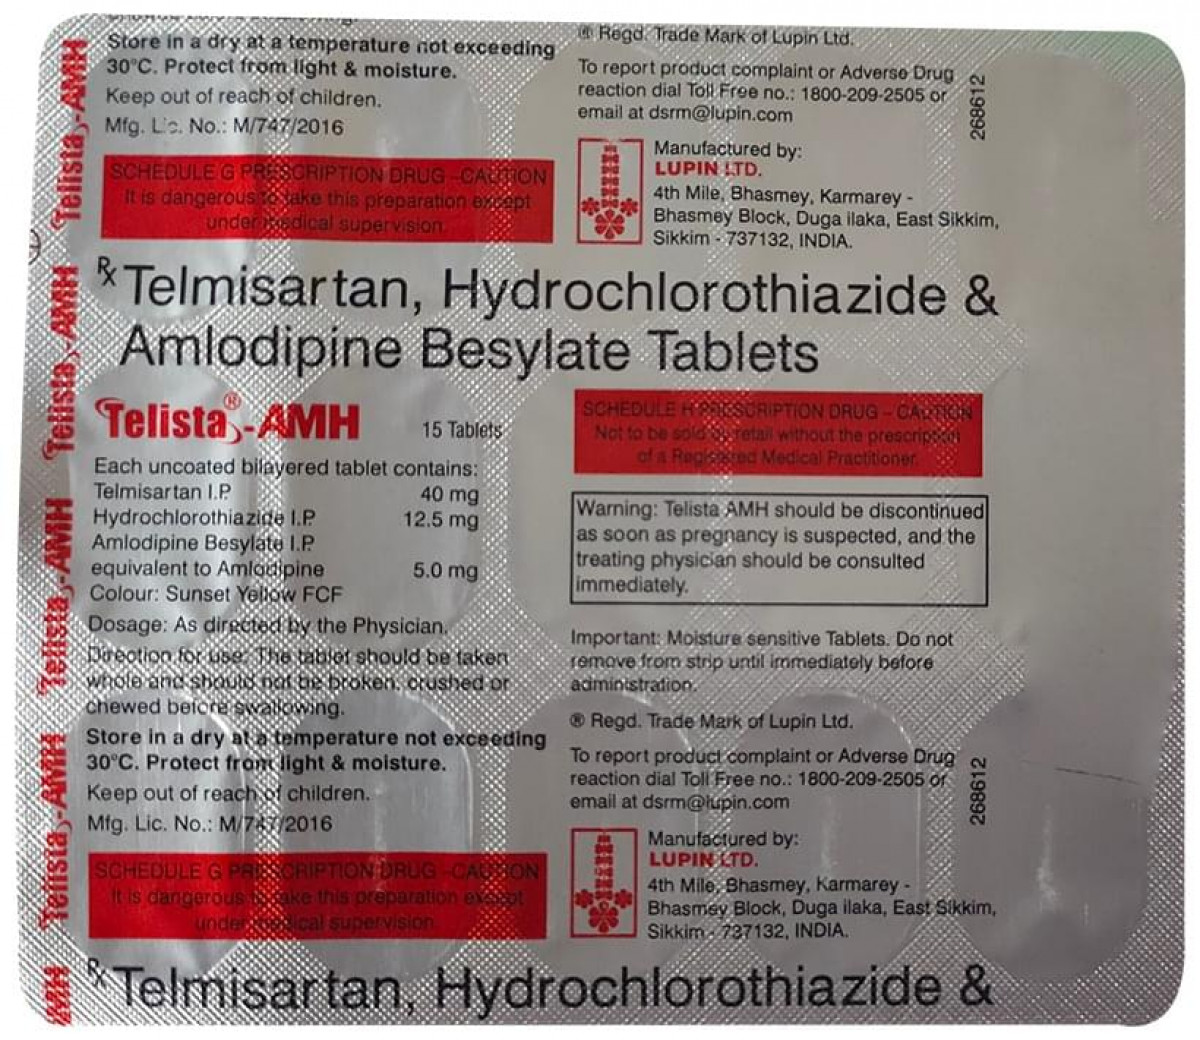 Store in a dry at a temperature not exceeding
30°C. Protect from light & moisture.
Keep out of reach of children.
Mfg. Lic. No.: M/747/2016
SCHEDULE G PRESCRIPTION DRUG -CAUTION
It is dangerous to take this preparation except
under medical supervision.
® Regd. Trade Mark of Lupin Ltd.
To report product complaint or Adverse Drug
reaction dial Toll Free no.: 1800-209-2505 or
email at dsrm@lupin.com
268612
Manufactured by:
LUPIN LTD.
4th Mile, Bhasmey, Karmarey -
Bhasmey Block, Duga ilaka, East Sikkim,
Sikkim - 737132, INDIA.
Rx Telmisartan, Hydrochlorothiazide &
Amlodipine Besylate Tablets
Telista®-AMH
15 Tablets
Each uncoated bilayered tablet contains:
Telmisartan I.P. 40 mg
Hydrochlorothiazide I.P. 12.5 mg
Amlodipine Besylate I.P.
equivalent to Amlodipine 5.0 mg
Colour: Sunset Yellow FCF
Dosage: As directed by the Physician.
Direction for use: The tablet should be taken
whole and should not be broken, crushed or
chewed before swallowing.
Store in a dry at a temperature not exceeding
30°C. Protect from light & moisture.
Keep out of reach of children.
Mfg. Lic. No.: M/747/2016
SCHEDULE G PRESCRIPTION DRUG -CAUTION
It is dangerous to take this preparation except
under medical supervision.
SCHEDULE H PRESCRIPTION DRUG - CAUTION
Not to be sold by retail without the prescription
of a Registered Medical Practitioner.
Warning: Telista AMH should be discontinued
as soon as pregnancy is suspected, and the
treating physician should be consulted
immediately.
Important: Moisture sensitive Tablets. Do not
remove from strip until immediately before
administration.
® Regd. Trade Mark of Lupin Ltd.
To report product complaint or Adverse Drug
reaction dial Toll Free no.: 1800-209-2505 or
email at dsrm@lupin.com
268612
Manufactured by:
LUPIN LTD.
4th Mile, Bhasmey, Karmarey -
Bhasmey Block, Duga ilaka, East Sikkim,
Sikkim - 737132, INDIA.
Rx Telmisartan, Hydrochlorothiazide &
Telista-AMH
Telista-AMH
Telista-AMH
Telista-AMH
AMH